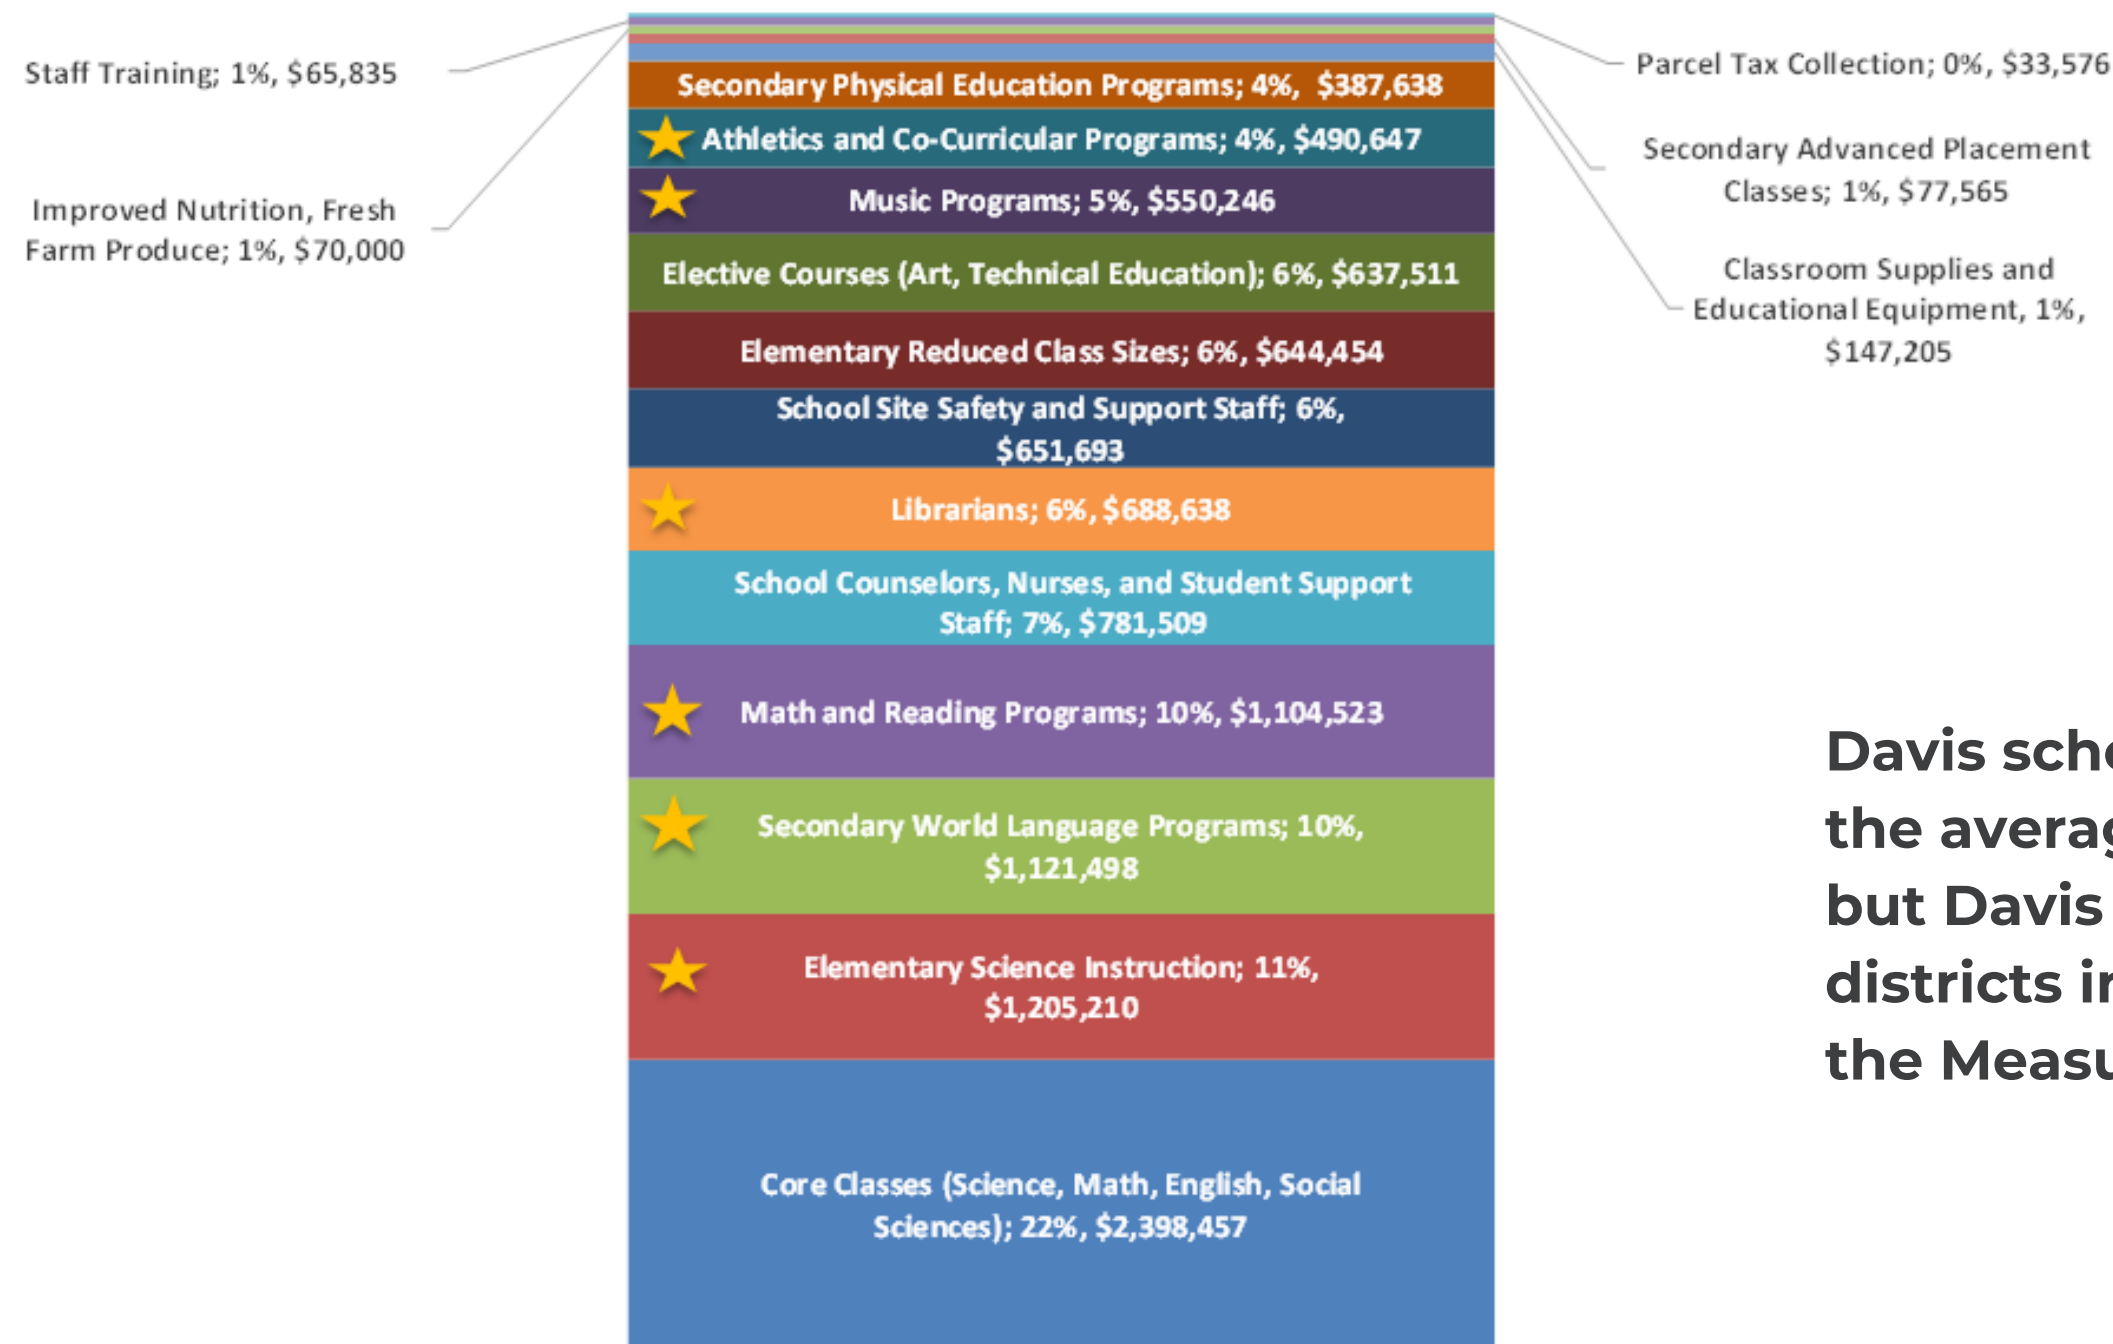 Staff Training; 1%, $65,835
Improved Nutrition, Fresh
Farm Produce; 1%, $70,000
Parcel Tax Collection; 0%, $33,576
Secondary Advanced Placement
Classes; 1%, $77,565
Classroom Supplies and
Educational Equipment, 1%,
$147,205
Secondary Physical Education Programs; 4%, $387,638
Athletics and Co-Curricular Programs; 4%, $490,647
Music Programs; 5%, $550,246
Elective Courses (Art, Technical Education); 6%, $637,511
Elementary Reduced Class Sizes; 6%, $644,454
School Site Safety and Support Staff; 6%,
$651,693
Librarians; 6%, $688,638
School Counselors, Nurses, and Student Support
Staff; 7%, $781,509
Math and Reading Programs; 10%, $1,104,523
Secondary World Language Programs; 10%,
$1,121,498
Elementary Science Instruction; 11%,
$1,205,210
Core Classes (Science, Math, English, Social
Sciences); 22%, $2,398,457
Davis
the
but Davis
districts
the